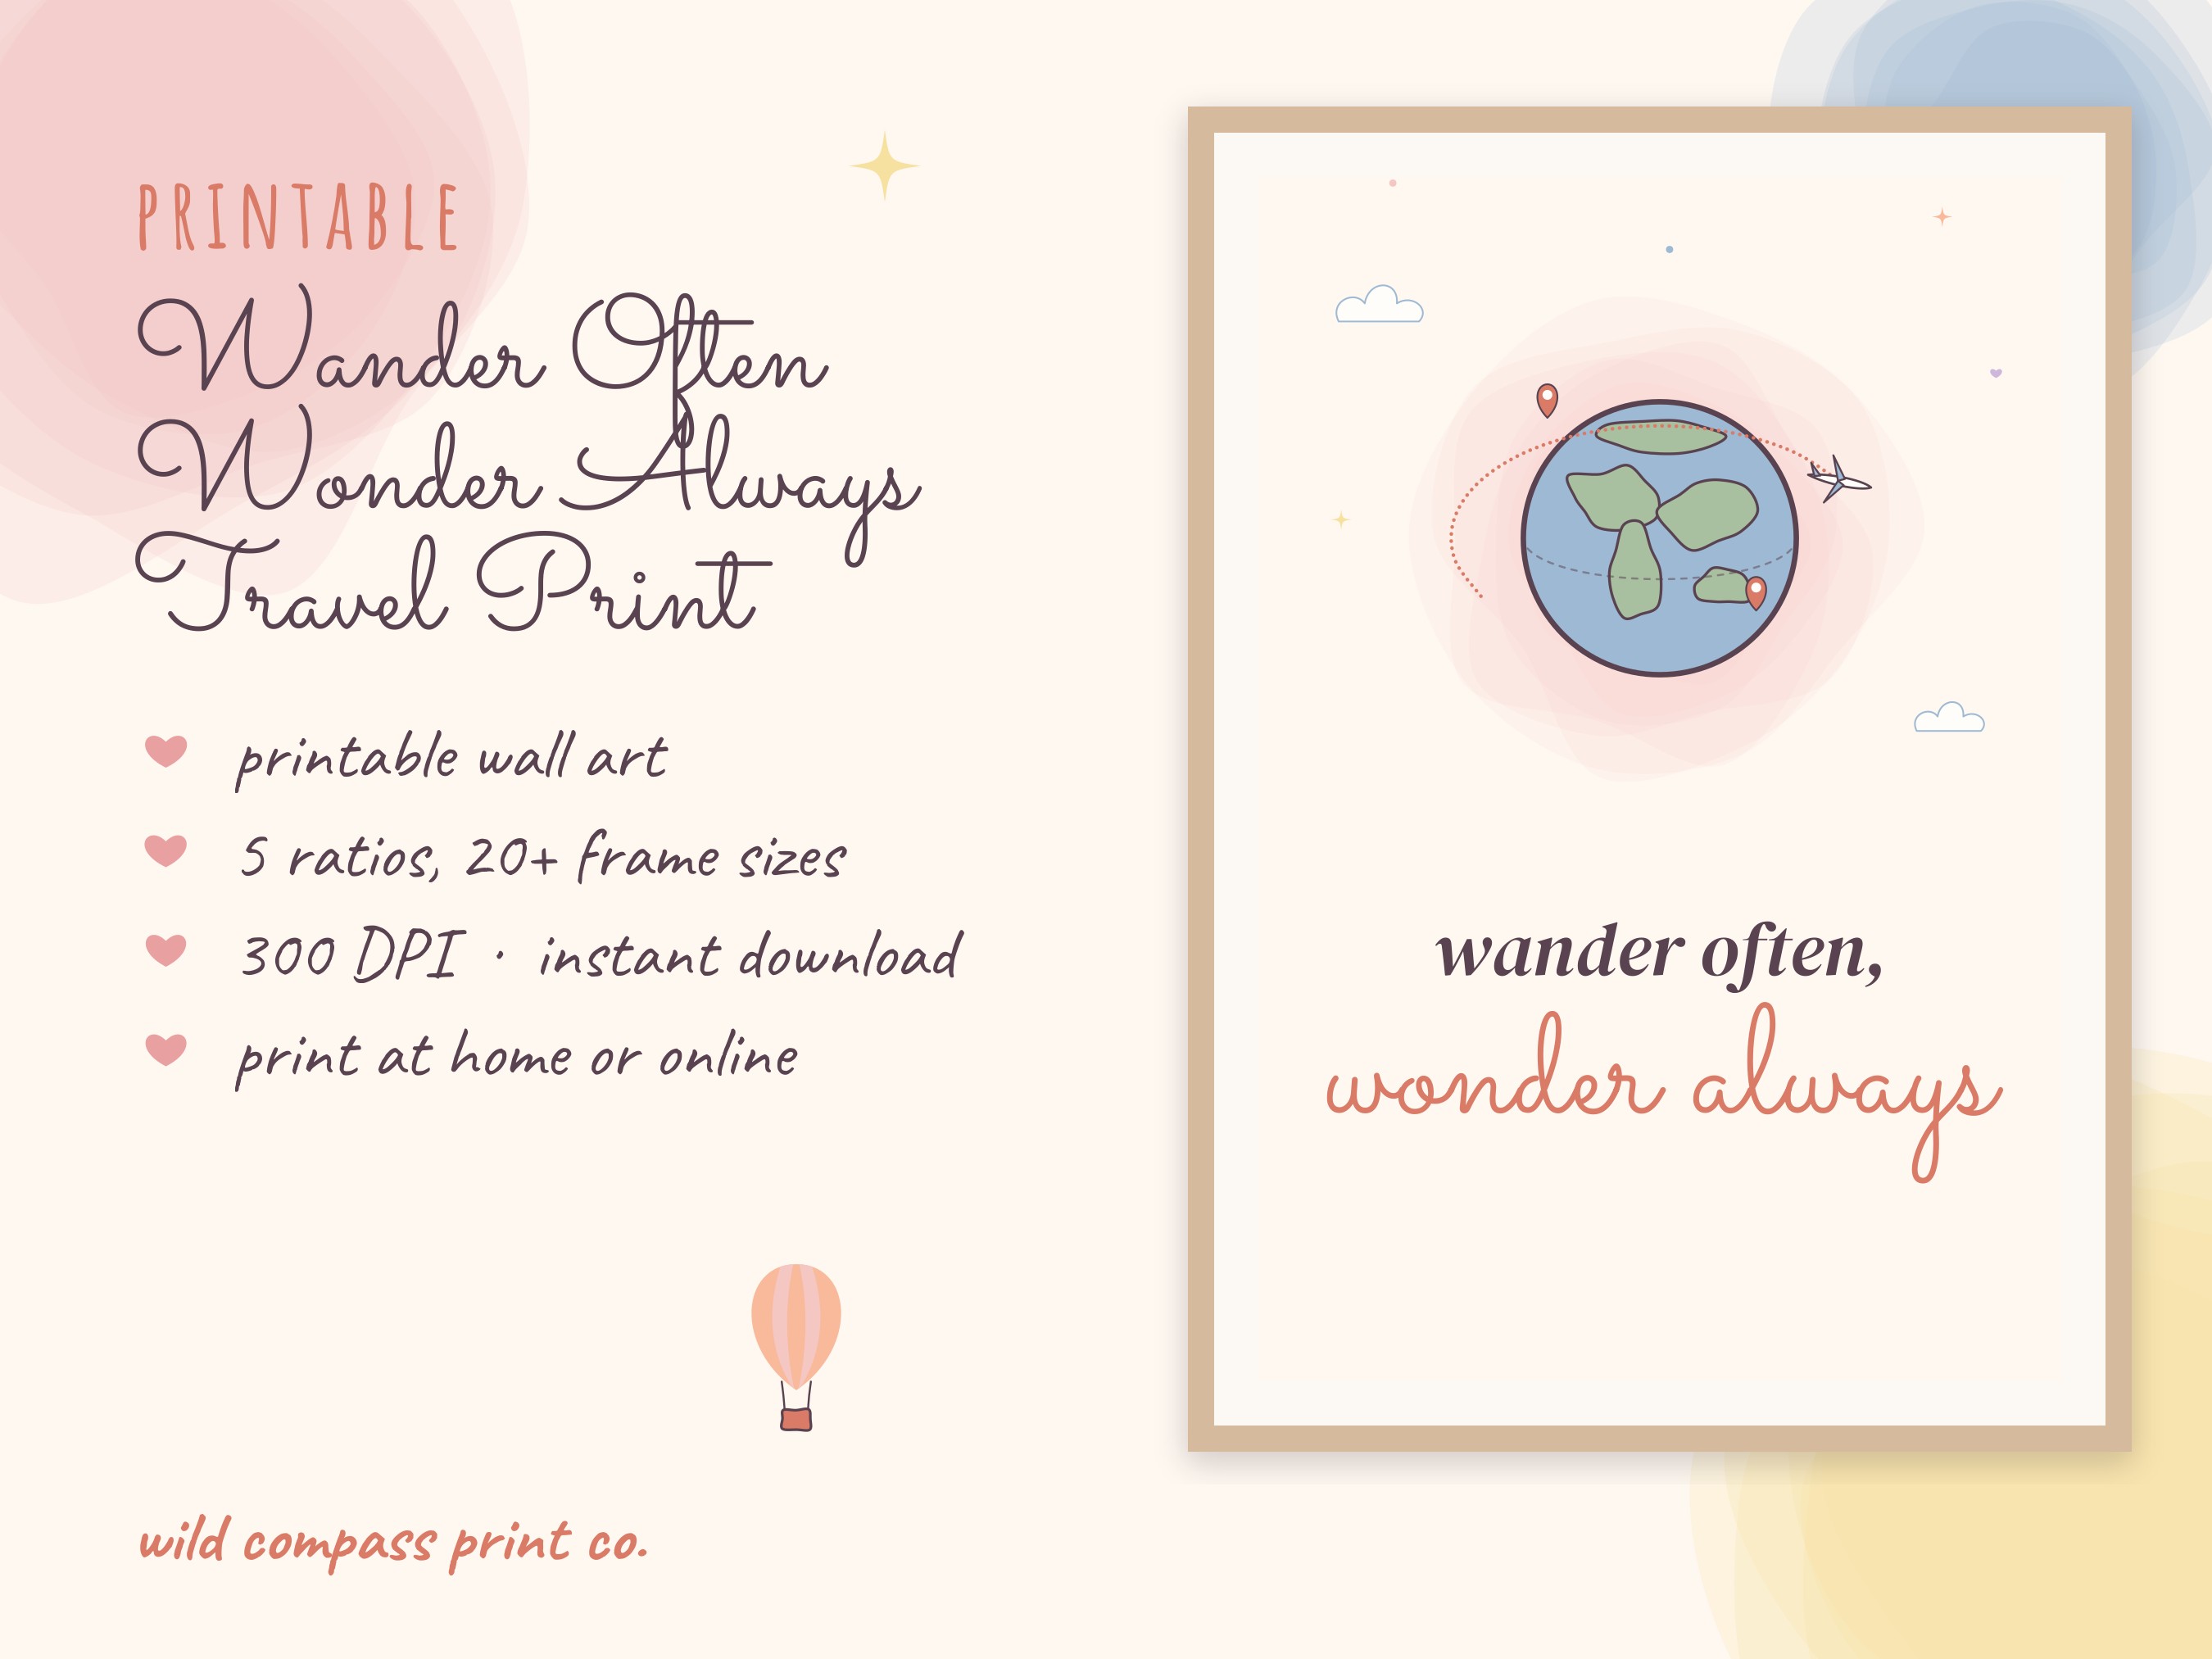 PRINTABLE
Wander Often
Wonder Always
Travel Print
printable wall art
5 ratios, 20+ frame sizes
300 DPI · instant download
print at home or online
wild compass print co.
wander often,
wonder always